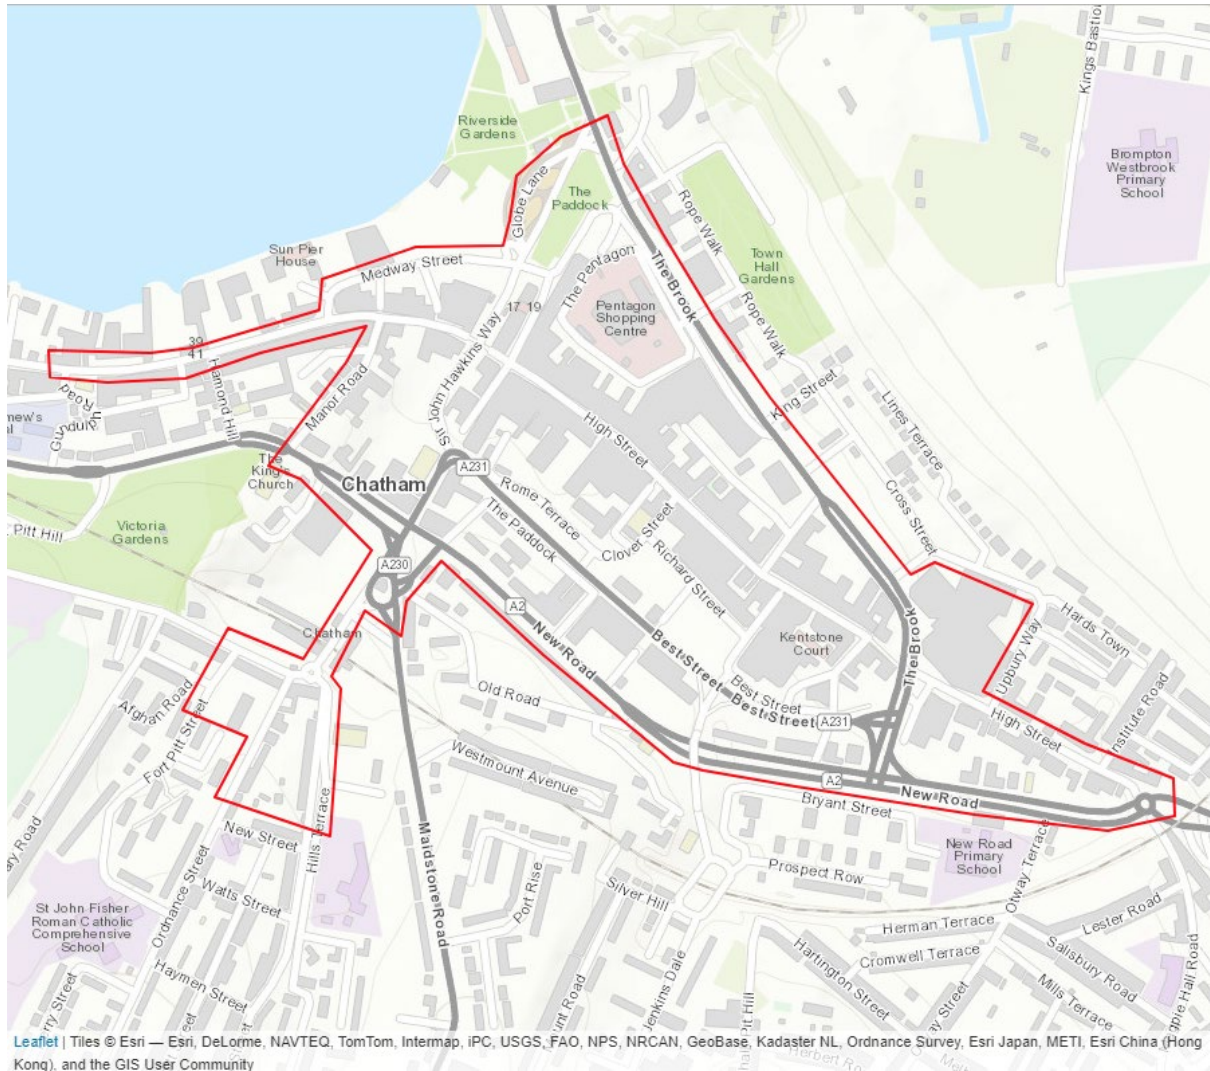 Kings Bastion
Riverside
Gardens
Brompton
Westbrook
Primary
School
Globe Lane
The
Paddock
Rope Walk
Sun Pier
House
Medway Street
The Pentagon
The Brook
Town
Hall
Gardens
17 19
Pentagon
Shopping
Centre
Rope Walk
39
41
Sir John Hawkins Way
Hamond Hill
Manor Road
King Street
Lines Terrace
Road
Gundulph
mew's
High Street
The
King's
Church
Chatham
A231
Rome Terrace
The Paddock
Cross Street
Victoria
Gardens
Pitt Hill
Clover Street
Richard Street
A230
A2
Chatham
New Road
Best Street
Kentstone
Court
The Brook
Hards Town
Upbury Way
Afghan Road
Fort Pitt Street
Old Road
Best Street
Best Street
A231
High Street
Institute Road
Westmount Avenue
A2
New Road
Bryant Street
New Street
Hills Terrace
Maidstone Road
New Road
Primary
School
Otway Terrace
Prospect Row
Watts Street
Ordnance Street
Port Rise
Silver Hill
St John Fisher
Roman Catholic
Comprehensive
School
Herman Terrace
Lester Road
Cromwell Terrace
Salisbury Road
Haymen Street
Hartington Street
Mills Terrace
Magpie Hall Road
Jenkins Dale
Pit Hill
Leaflet | Tiles © Esri — Esri, DeLorme, NAVTEQ, TomTom, Intermap, iPC, USGS, FAO, NPS, NRCAN, GeoBase, Kadaster NL, Ordnance Survey, Esri Japan, METI, Esri China (Hong
Kong), and the GIS User Community